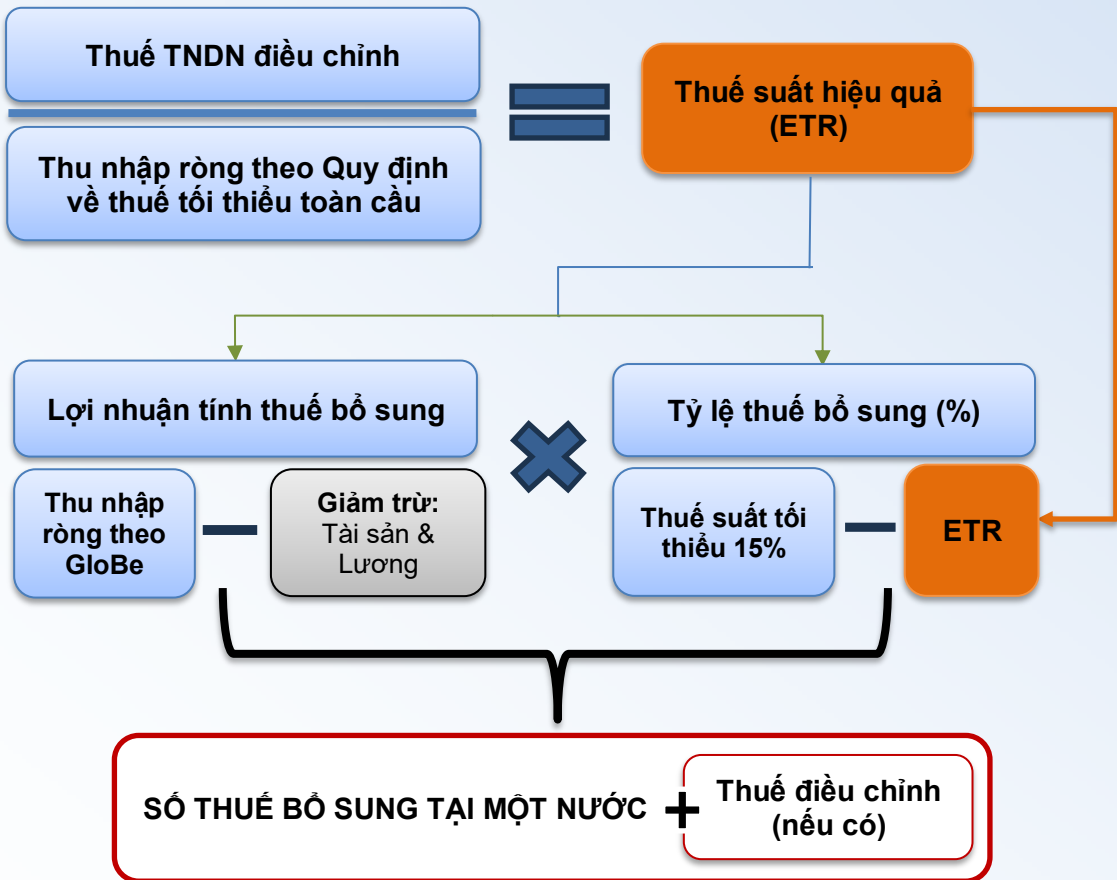 Thuế TNDN điều chỉnh
Thu nhập ròng theo Quy định
về thuế tối thiểu toàn cầu
Thuế suất hiệu quả
(ETR)
Lợi nhuận tính thuế bổ sung
Tỷ lệ thuế bổ sung (%)
Thu nhập
ròng theo
GloBe
Giảm trừ:
Tài sản &
Lương
Thuế suất tối
thiểu 15%
ETR
SỐ THUẾ BỔ SUNG TẠI MỘT NƯỚC
+
Thuế điều chỉnh
(nếu có)